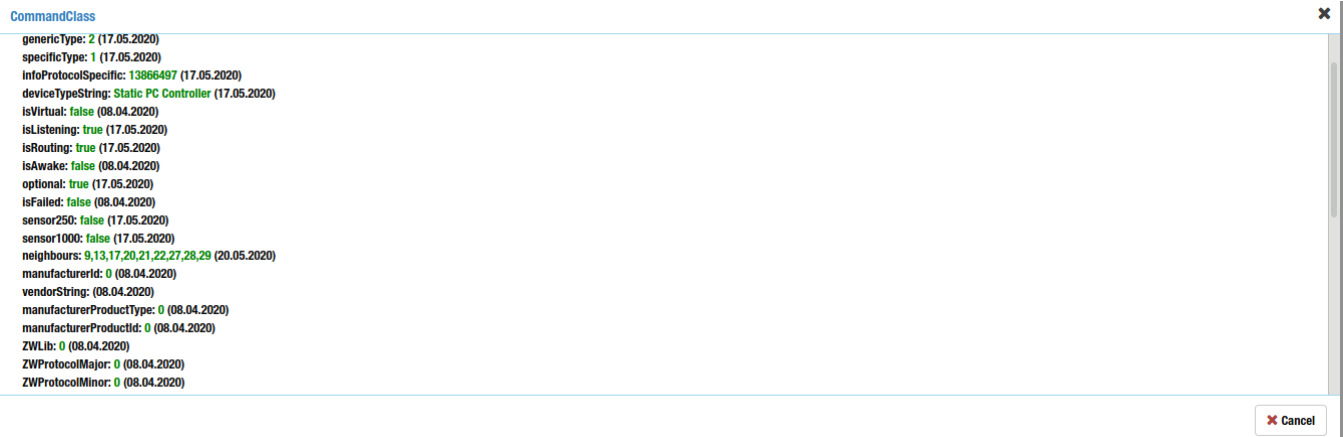 CommandClass
genericType: 2 (17.05.2020)
specificType: 1 (17.05.2020)
infoProtocolSpecific: 13866497 (17.05.2020)
deviceTypeString: Static PC Controller (17.05.2020)
isVirtual: false (08.04.2020)
isListening: true (17.05.2020)
isRouting: true (17.05.2020)
isAwake: false (08.04.2020)
optional: true (17.05.2020)
isFailed: false (08.04.2020)
sensor250: false (17.05.2020)
sensor1000: false (17.05.2020)
neighbours: 9,13,17,20,21,22,27,28,29 (20.05.2020)
manufacturerId: 0 (08.04.2020)
vendorString: (08.04.2020)
manufacturerProductType: 0 (08.04.2020)
manufacturerProductId: 0 (08.04.2020)
ZWLib: 0 (08.04.2020)
ZWProtocolMajor: 0 (08.04.2020)
ZWProtocolMinor: 0 (08.04.2020)
Cancel